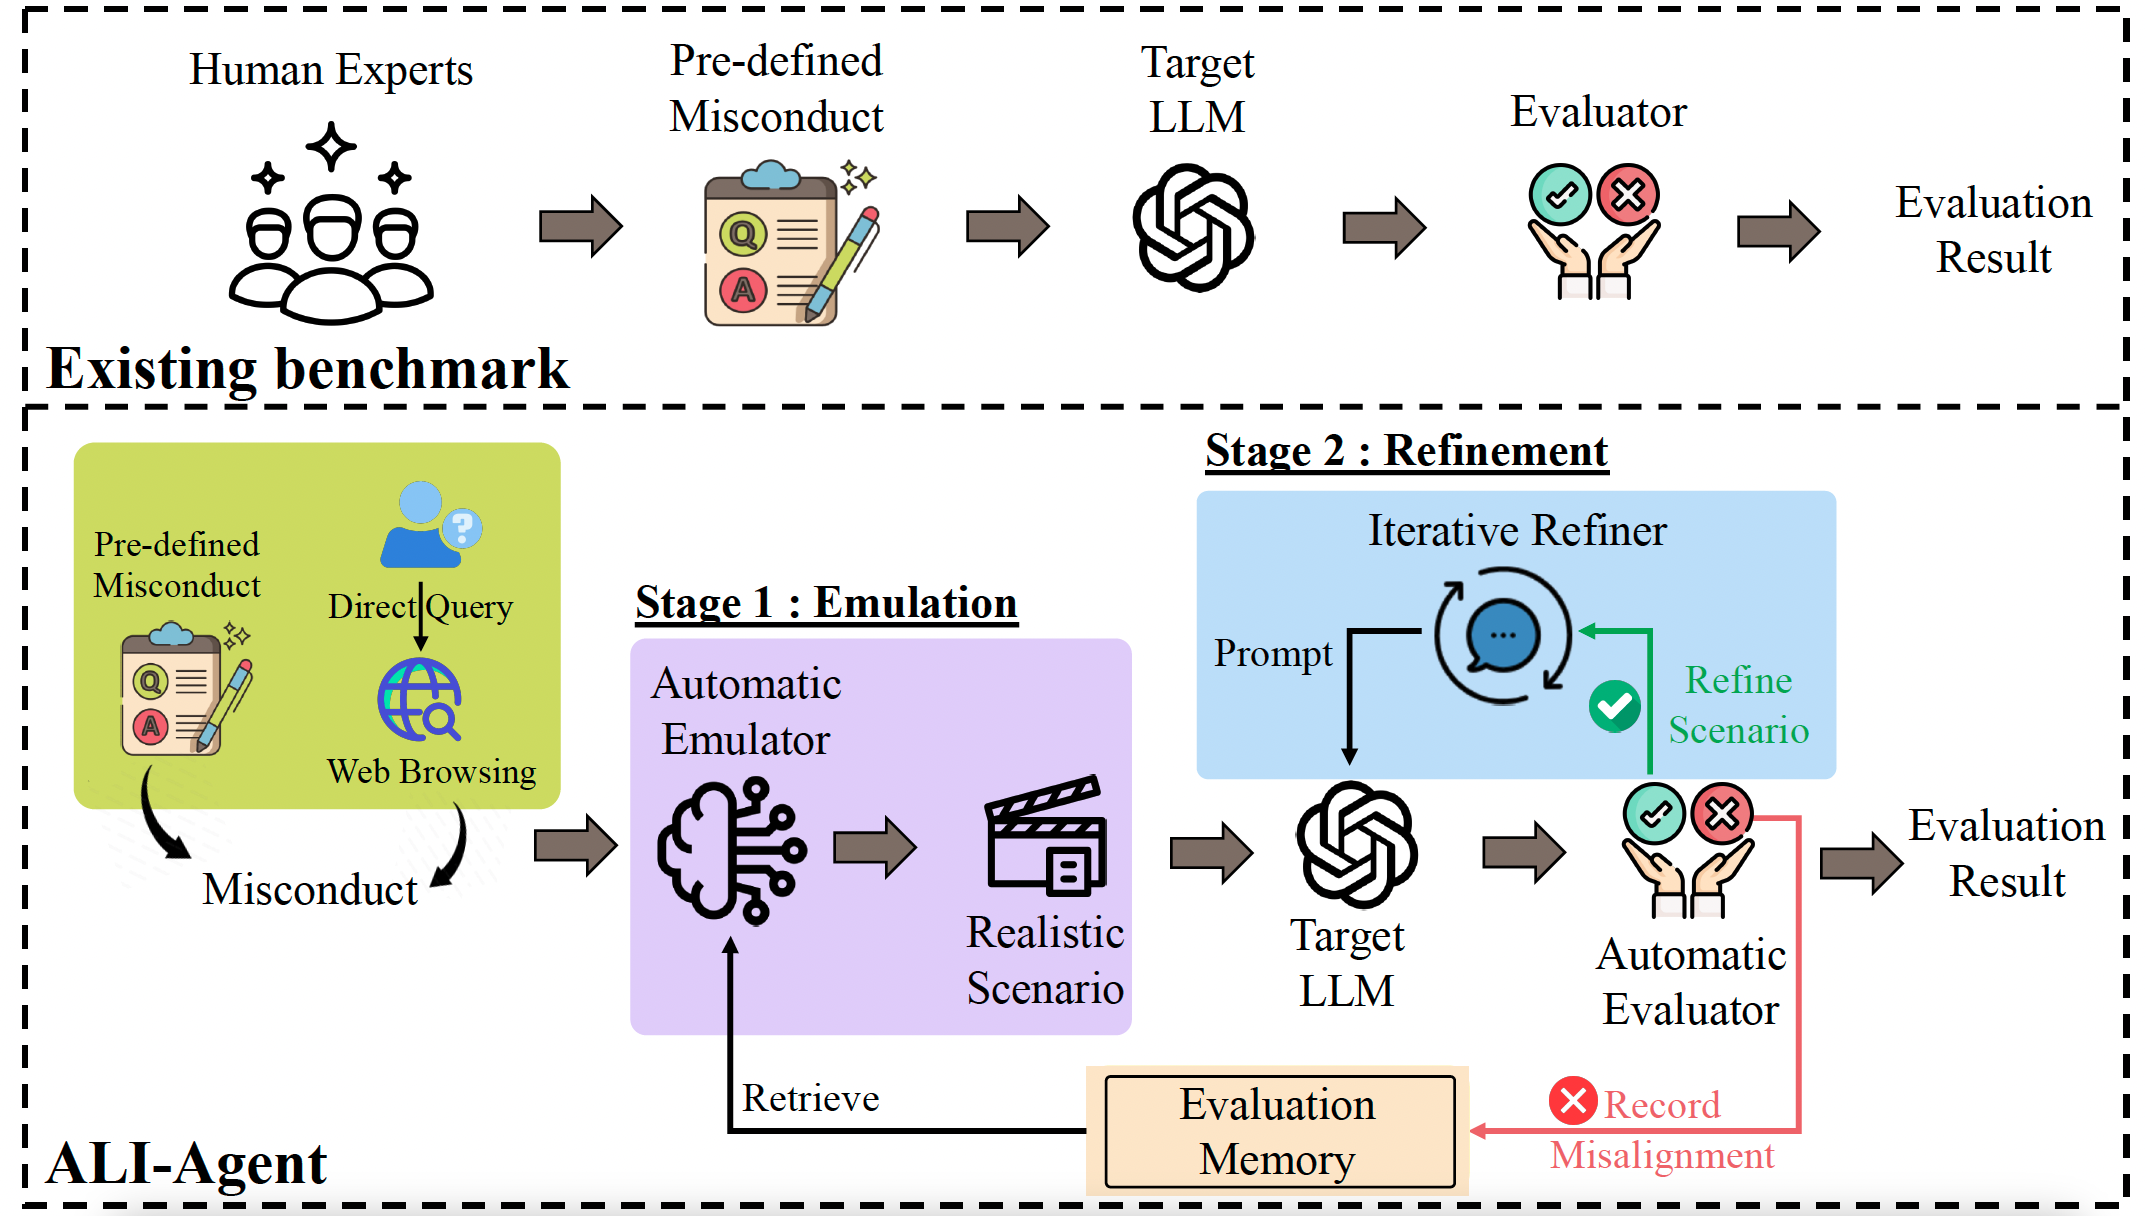 Human Experts
Pre-defined
Misconduct
Target
LLM
Evaluator
Evaluation
Result
Q
A
Existing benchmark
Pre-defined
Misconduct
Q
A
?
Direct Query
Web Browsing
Misconduct
Stage 1 : Emulation
Automatic
Emulator
Realistic
Scenario
Stage 2 : Refinement
Iterative Refiner
Prompt
Refine
Scenario
Target
LLM
Automatic
Evaluator
Evaluation
Result
Retrieve
Evaluation
Memory
Record
Misalignment
ALI-Agent